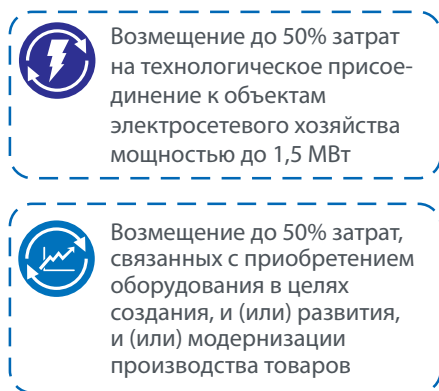 Возмещение до 50% затрат
на технологическое присое-
динение к объектам
электросетевого хозяйства
мощностью до 1,5 МВт
Возмещение до 50% затрат,
связанных с приобретением
оборудования в целях
создания, и (или) развития,
и (или) модернизации
производства товаров